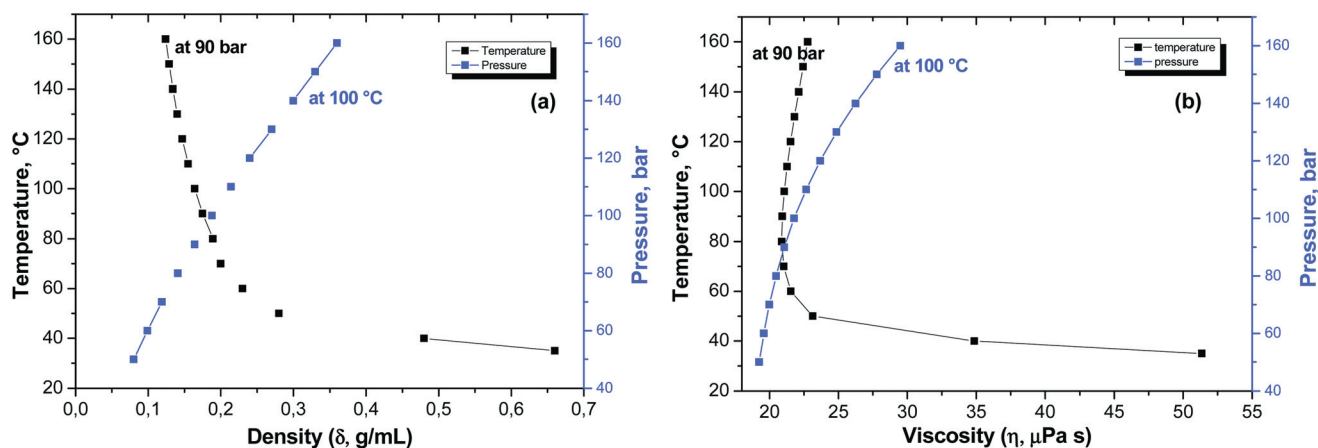 160
140
120
100
80
60
40
20
Temperature, °C
at 90 bar
Temperature
Pressure
(a)
at 100 °C
160
140
120
100
80
60
40
Pressure, bar
0,0 0,1 0,2 0,3 0,4 0,5 0,6 0,7
Density (δ, g/mL)
160
140
120
100
80
60
40
20
Temperature, °C
at 90 bar
temperature
pressure
at 100 °C
(b)
160
140
120
100
80
60
40
Pressure, bar
20 25 30 35 40 45 50 55
Viscosity (η, μPa s)